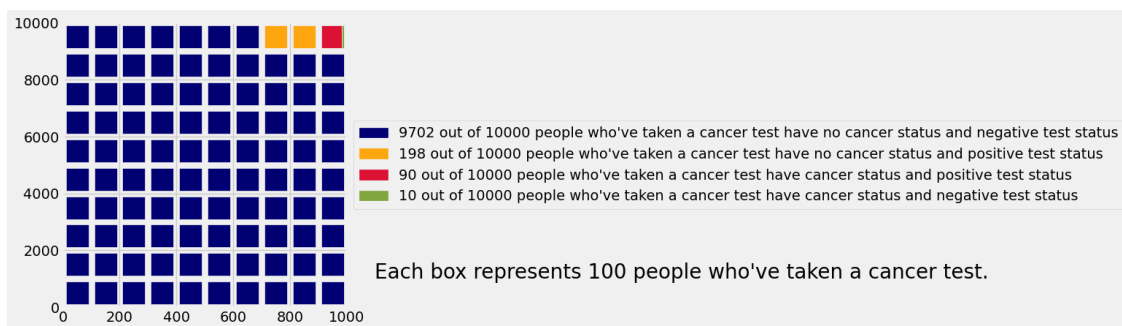 10000
8000
6000
4000
2000
0
0 200 400 600 800 1000
9702 out of 10000 people who've taken a cancer test have no cancer status and negative test status
198 out of 10000 people who've taken a cancer test have no cancer status and positive test status
90 out of 10000 people who've taken a cancer test have cancer status and positive test status
10 out of 10000 people who've taken a cancer test have cancer status and negative test status
Each box represents 100 people who've taken a cancer test.